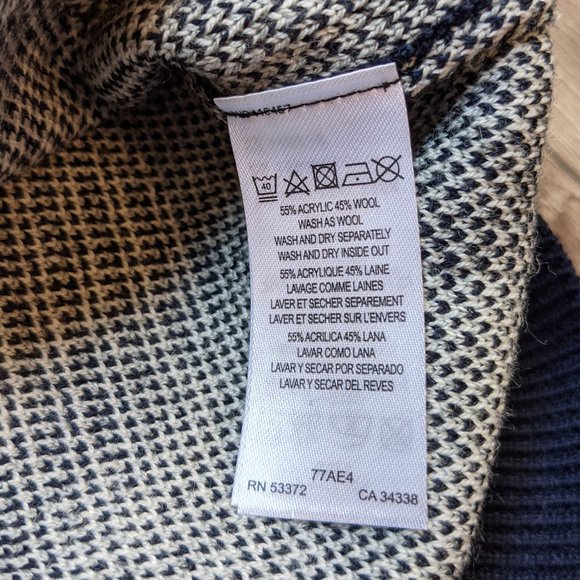 40
55% ACRYLIC 45% WOOL
WASH AS WOOL
WASH AND DRY SEPARATELY
WASH AND DRY INSIDE OUT
55% ACRYLIQUE 45% LAINE
LAVAGE COMME LAINES
LAVER ET SECHER SEPAREMENT
LAVER ET SECHER SUR L'ENVERS
55% ACRILICA 45% LANA
LAVAR COMO LANA
LAVAR Y SECAR POR SEPARADO
LAVAR Y SECAR DEL REVES
77AE4
RN 53372 CA 34338